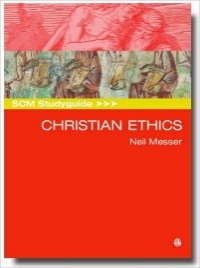 SCM Studyguide >>>
CHRISTIAN ETHICS
Neil Messer